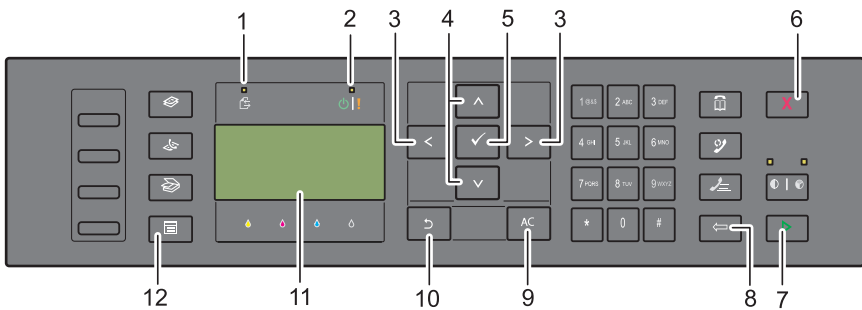 1 2 3 4 5 3 6
1 @:./ 2 ABC 3 DEF
4 GHI 5 JKL 6 MNO
7 PQRS 8 TUV 9 WXYZ
* 0 #
AC
12 11 10 9 8 7